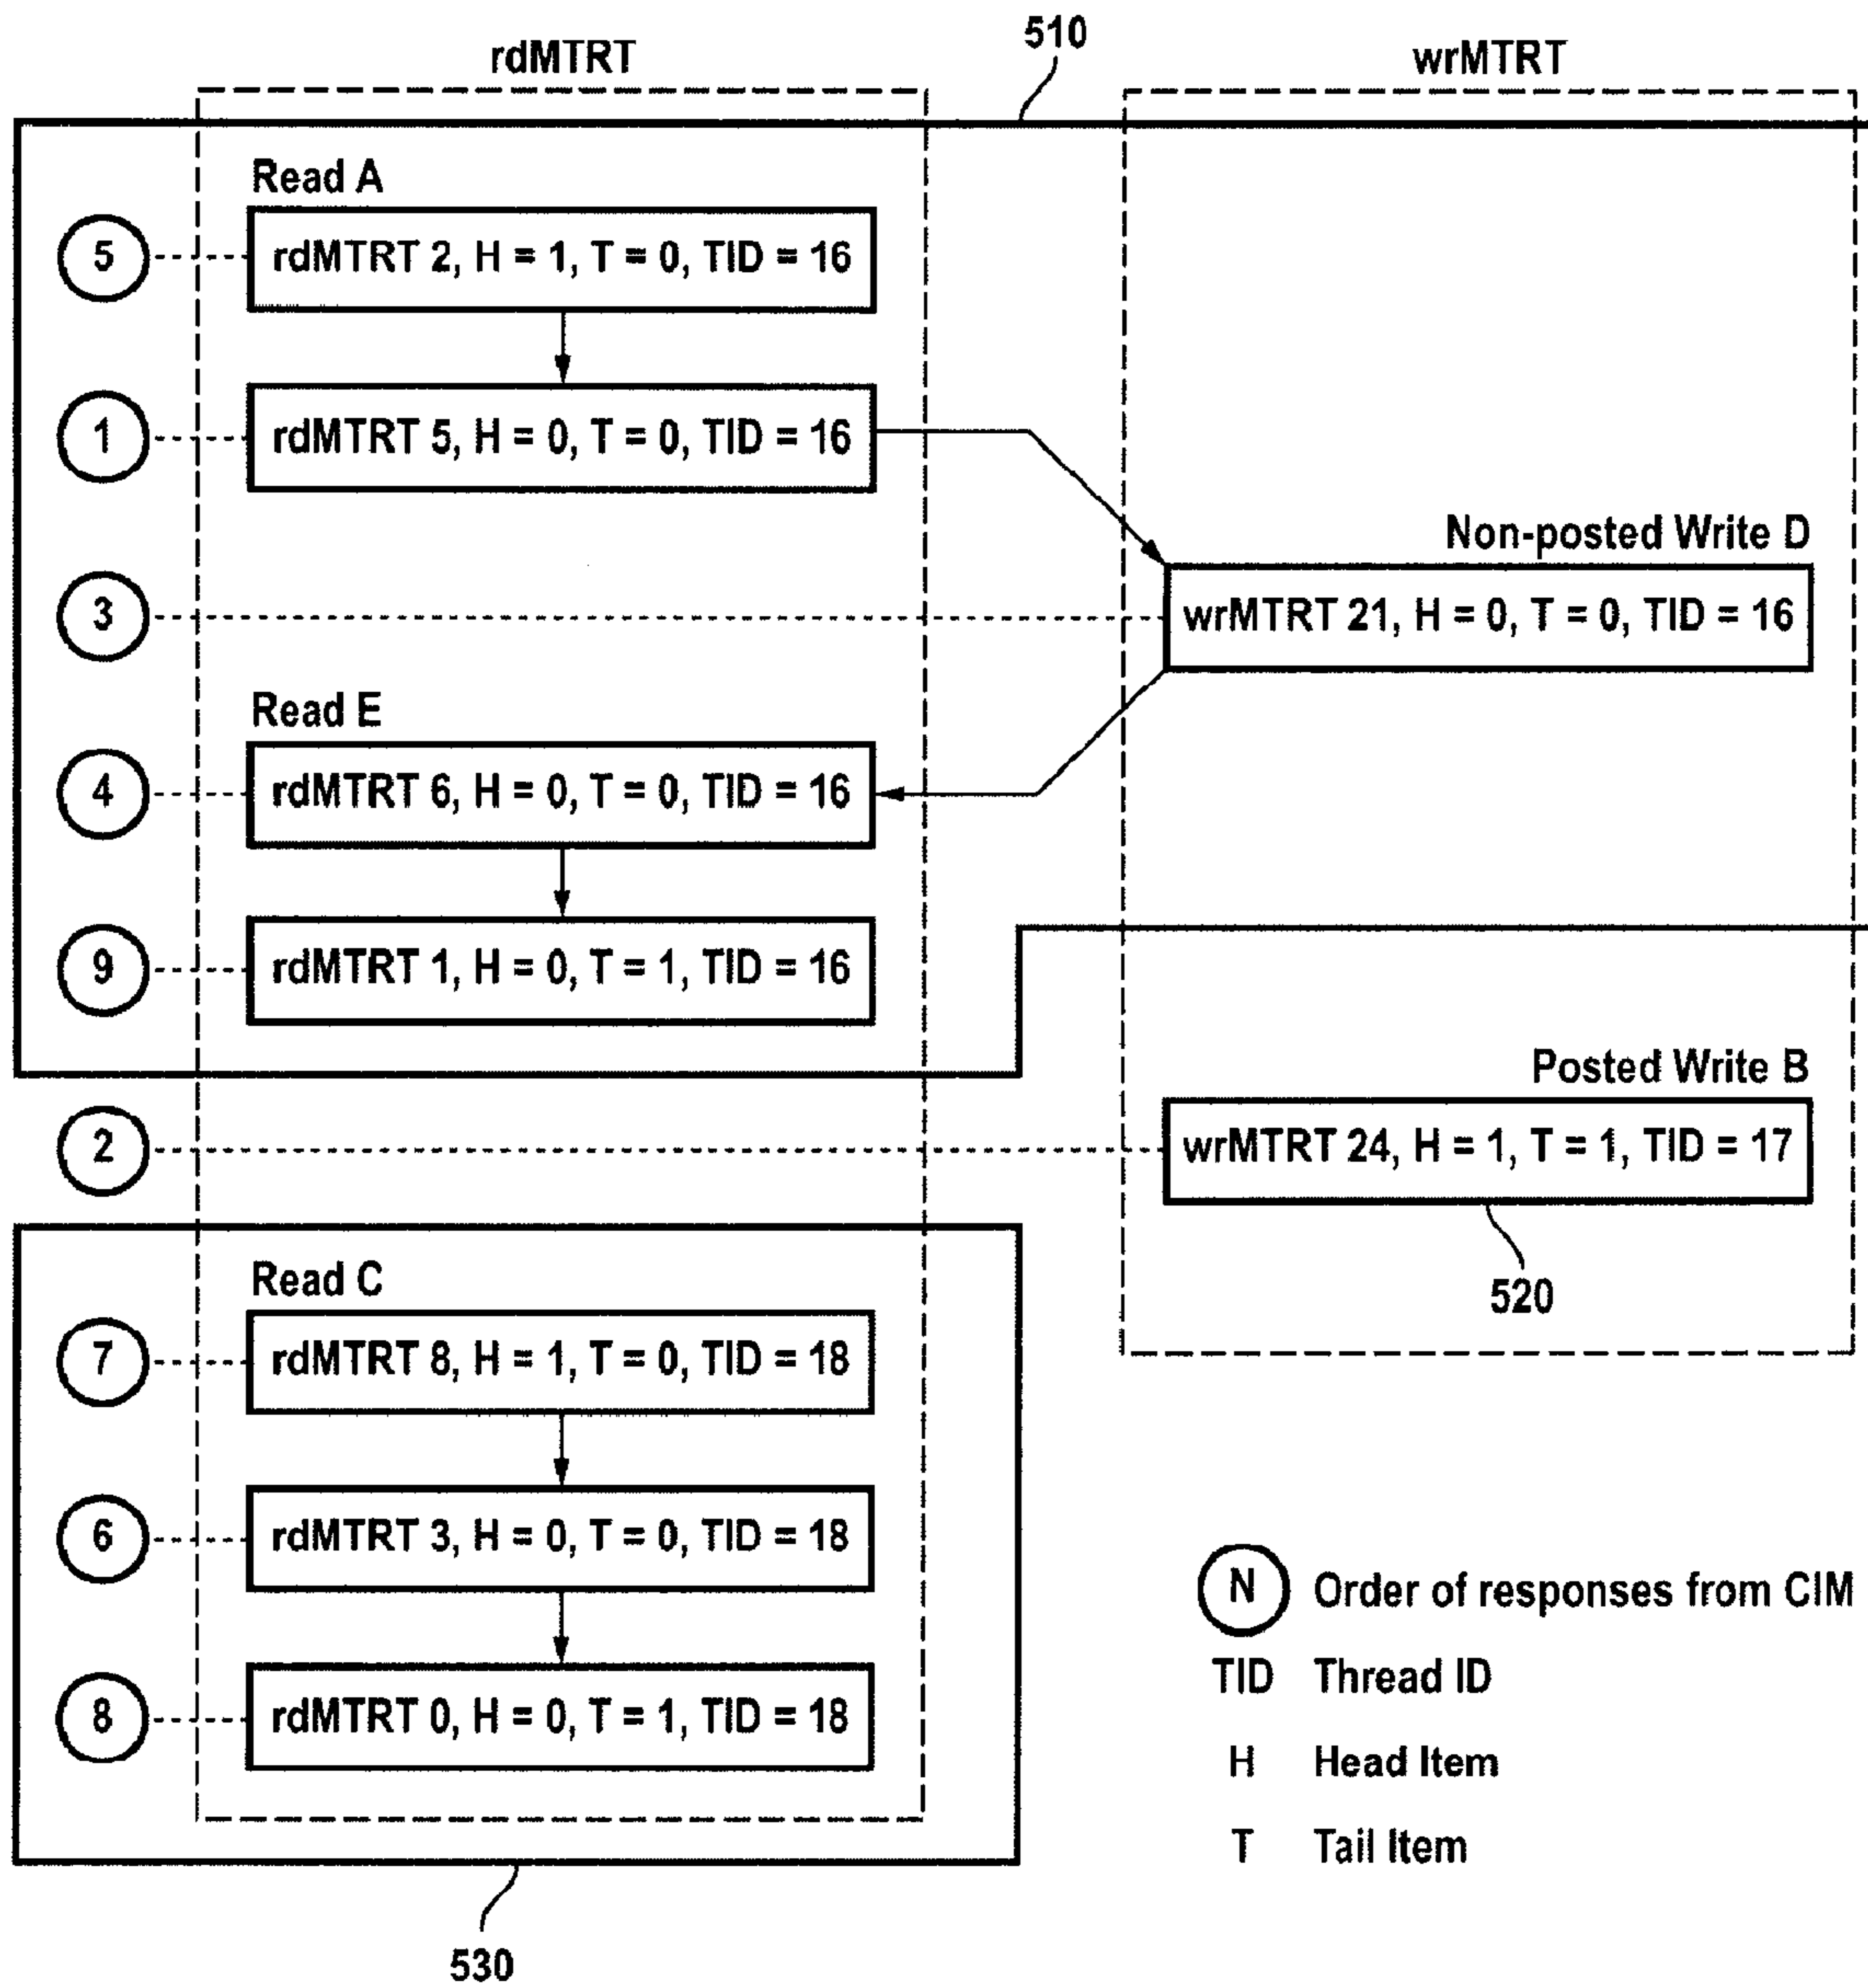 510
rdMTRT
wrMTRT
Read A
5
rdMTRT 2, H = 1, T = 0, TID = 16
1
rdMTRT 5, H = 0, T = 0, TID = 16
Non-posted Write D
3
wrMTRT 21, H = 0, T = 0, TID = 16
Read E
4
rdMTRT 6, H = 0, T = 0, TID = 16
9
rdMTRT 1, H = 0, T = 1, TID = 16
Posted Write B
2
wrMTRT 24, H = 1, T = 1, TID = 17
520
Read C
7
rdMTRT 8, H = 1, T = 0, TID = 18
6
rdMTRT 3, H = 0, T = 0, TID = 18
8
rdMTRT 0, H = 0, T = 1, TID = 18
530
N Order of responses from CIM
TID Thread ID
H Head Item
T Tail Item